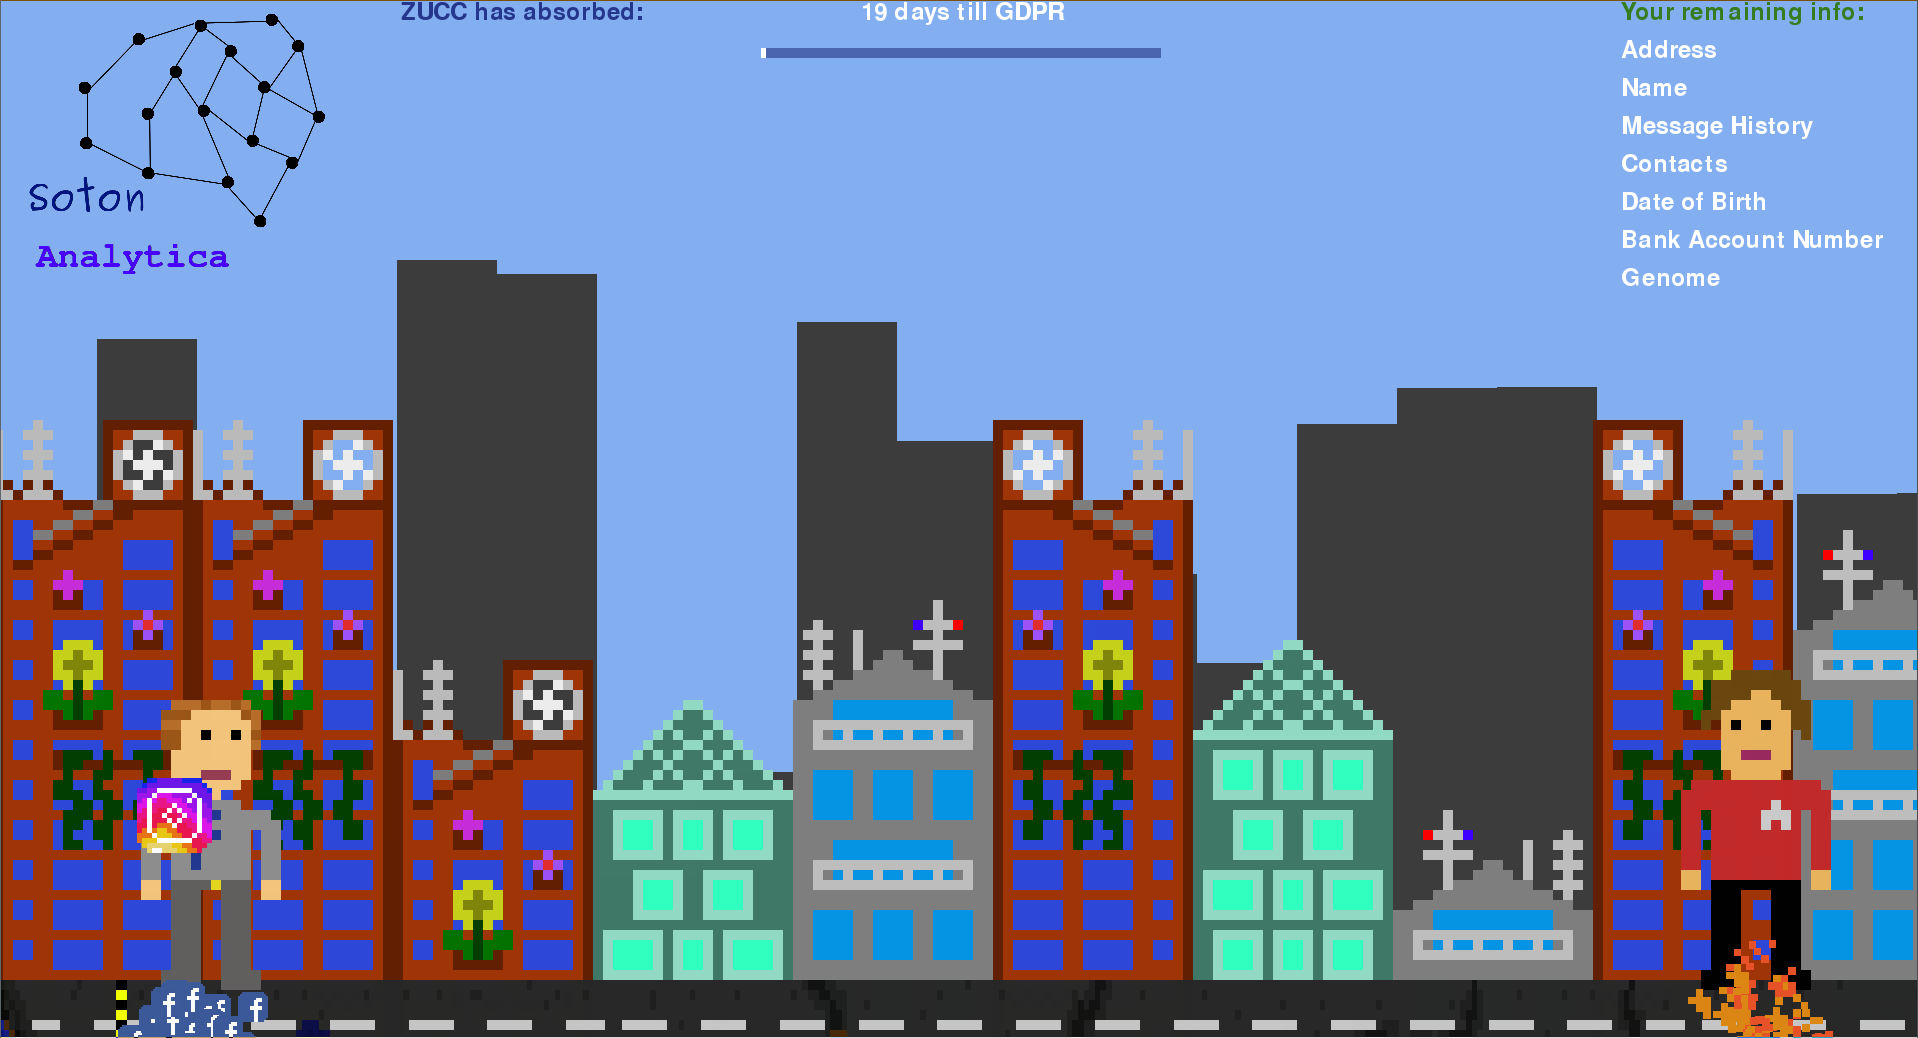 ZUCC has absorbed:
19 days till GDPR
Your remaining info:
Address
Name
Message History
Contacts
Date of Birth
Bank Account Number
Genome
Soton
Analytica
f f f
f f f